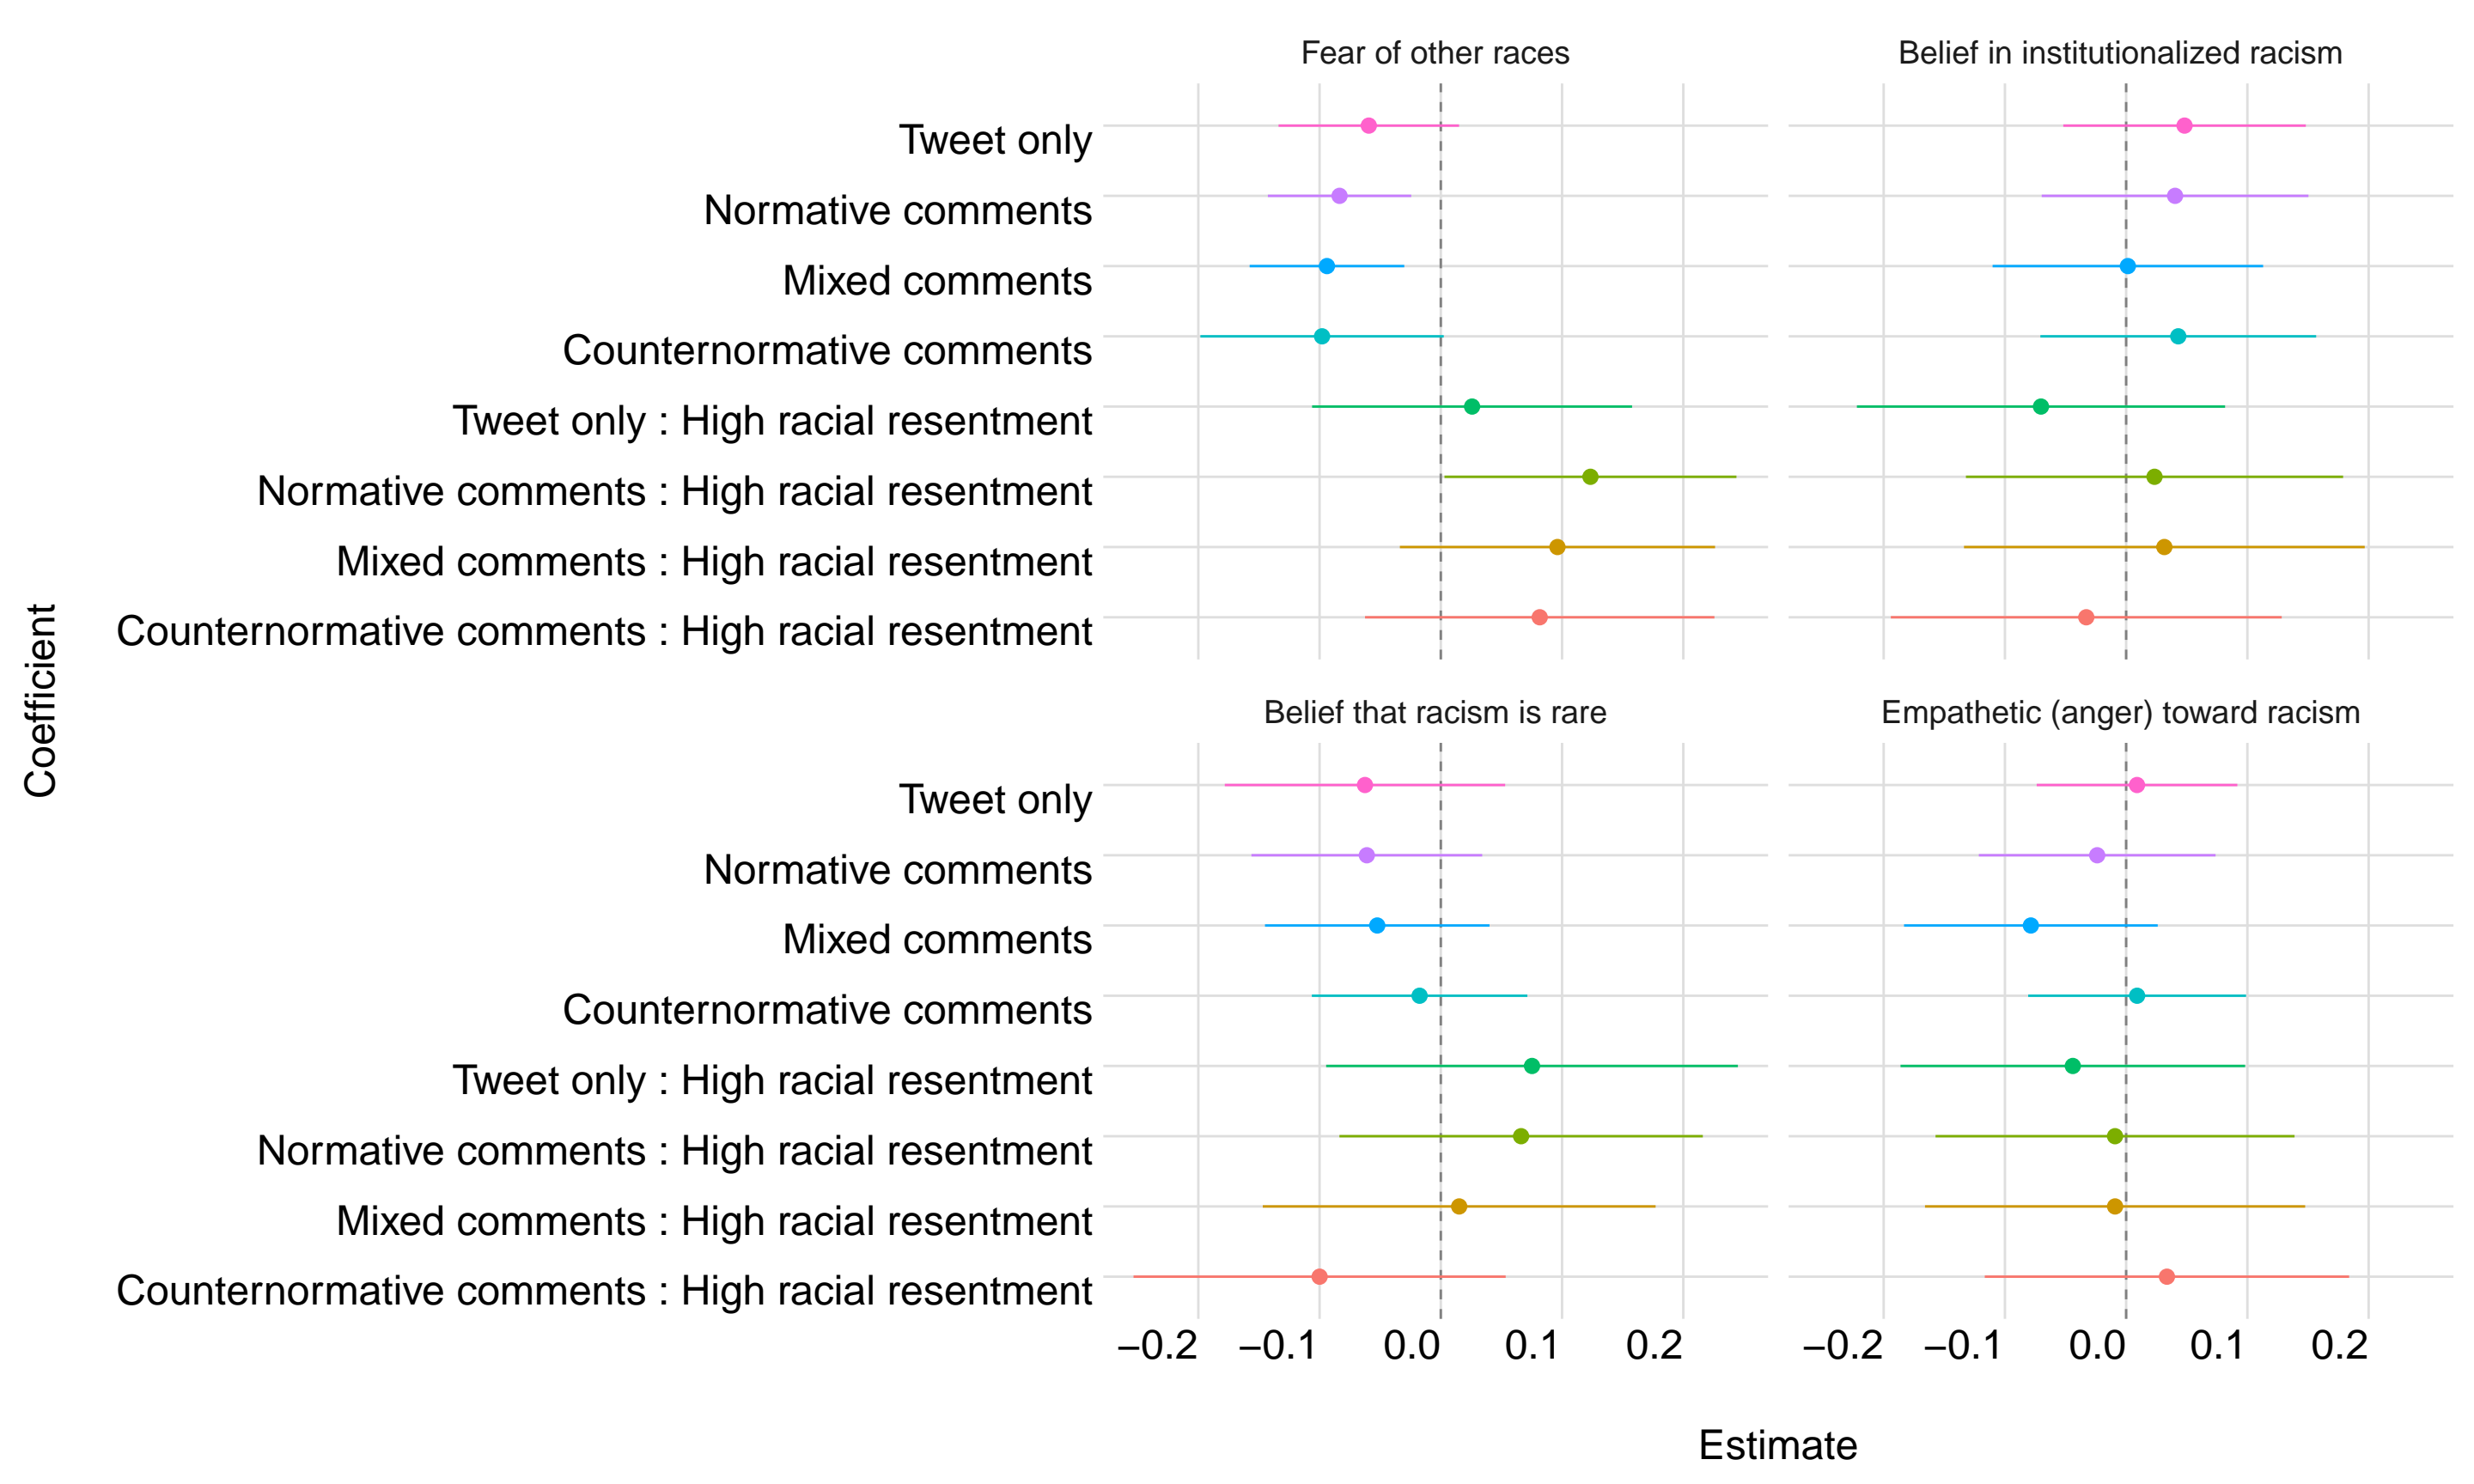 Fear of other races
Belief in institutionalized racism
Tweet only
Normative comments
Mixed comments
Counternormative comments
Tweet only : High racial resentment
Normative comments : High racial resentment
Mixed comments : High racial resentment
Counternormative comments : High racial resentment
Coefficient
Belief that racism is rare
Empathetic (anger) toward racism
Tweet only
Normative comments
Mixed comments
Counternormative comments
Tweet only : High racial resentment
Normative comments : High racial resentment
Mixed comments : High racial resentment
Counternormative comments : High racial resentment
−0.2 −0.1 0.0 0.1 0.2
−0.2 −0.1 0.0 0.1 0.2
Estimate